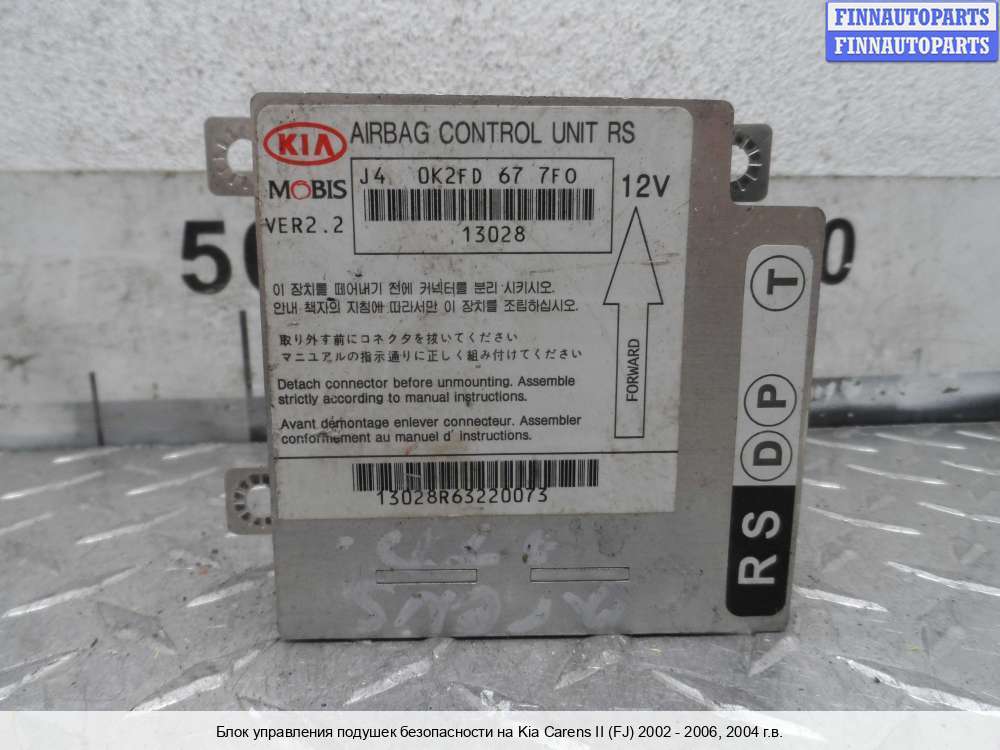 FINNAUTOPARTS
FINNAUTOPARTS
KIA AIRBAG CONTROL UNIT RS
MOBIS
J4 0K2FD 67 7F0
12V
VER2.2
13028
이 장치를 떼어내기 전에 커넥터를 분리 시키시오.
안내 책자의 지침에 따라서만 이 장치를 조립하십시오.
取り外す前にコネクタを抜いてください
マニュアルの指示通りに正しく組み付けてください
Detach connector before unmounting. Assemble
strictly according to manual instructions.
Avant démontage enlever connecteur. Assembler
conformement au manuel d' instructions.
FORWARD
13028R63220073
RS D P T
Блок управления подушек безопасности на Kia Carens II (FJ) 2002 - 2006, 2004 г.в.